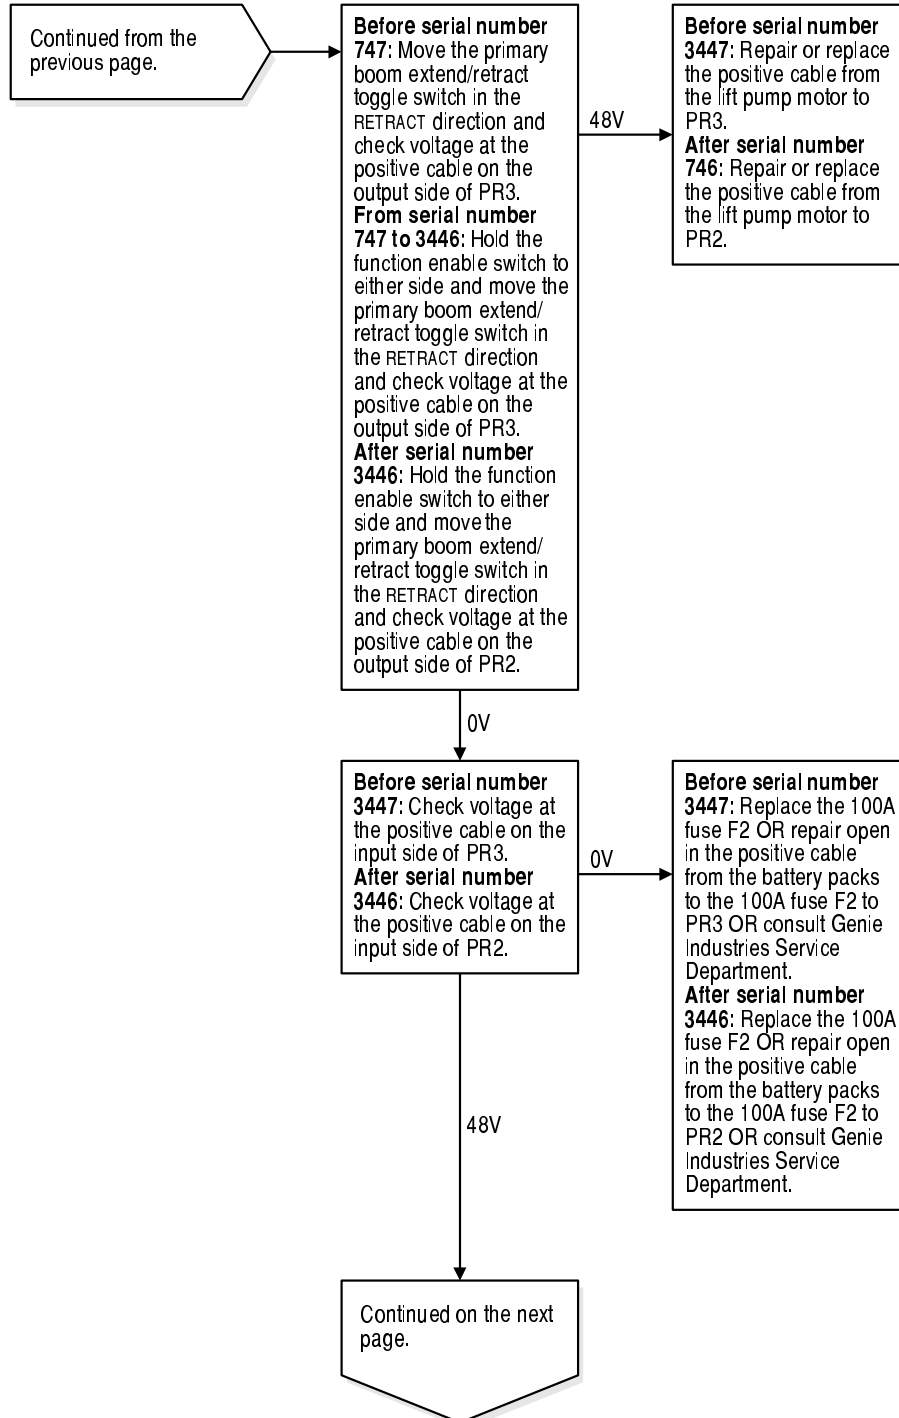 Continued from the
previous page.
Before serial number
747: Move the primary
boom extend/retract
toggle switch in the
RETRACT direction and
check voltage at the
positive cable on the
output side of PR3.
From serial number
747 to 3446: Hold the
function enable switch to
either side and move the
primary boom extend/
retract toggle switch in
the RETRACT direction
and check voltage at the
positive cable on the
output side of PR3.
After serial number
3446: Hold the function
enable switch to either
side and move the
primary boom extend/
retract toggle switch in
the RETRACT direction
and check voltage at the
positive cable on the
output side of PR2.
48V
Before serial number
3447: Repair or replace
the positive cable from
the lift pump motor to
PR3.
After serial number
746: Repair or replace
the positive cable from
the lift pump motor to
PR2.
0V
Before serial number
3447: Check voltage at
the positive cable on the
input side of PR3.
After serial number
3446: Check voltage at
the positive cable on the
input side of PR2.
0V
Before serial number
3447: Replace the 100A
fuse F2 OR repair open
in the positive cable
from the battery packs
to the 100A fuse F2 to
PR3 OR consult Genie
Industries Service
Department.
After serial number
3446: Replace the 100A
fuse F2 OR repair open
in the positive cable
from the battery packs
to the 100A fuse F2 to
PR2 OR consult Genie
Industries Service
Department.
48V
Continued on the next
page.